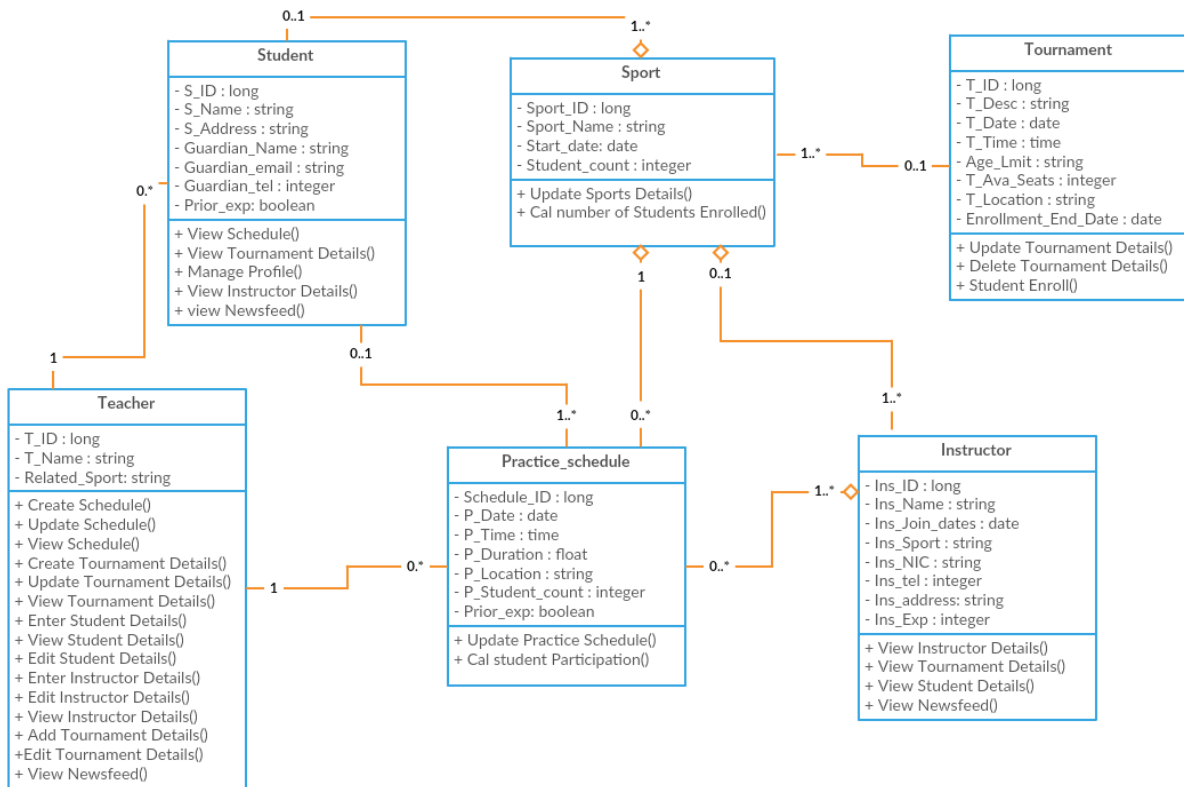 0..1
1..*
Student
- S_ID : long
- S_Name : string
- S_Address : string
- Guardian_Name : string
- Guardian_email : string
- Guardian_tel : integer
- Prior_exp: boolean
+ View Schedule()
+ View Tournament Details()
+ Manage Profile()
+ View Instructor Details()
+ view Newsfeed()
Sport
- Sport_ID : long
- Sport_Name : string
- Start_date: date
- Student_count : integer
+ Update Sports Details()
+ Cal number of Students Enrolled()
1..*
0..1
Tournament
- T_ID : long
- T_Desc : string
- T_Date : date
- T_Time : time
- Age_Lmit : string
- T_Ava_Seats : integer
- T_Location : string
- Enrollment_End_Date : date
+ Update Tournament Details()
+ Delete Tournament Details()
+ Student Enroll()
0.*
1
1
0..1
0..1
1..*
0..*
1..*
Teacher
- T_ID : long
- T_Name : string
- Related_Sport: string
+ Create Schedule()
+ Update Schedule()
+ View Schedule()
+ Create Tournament Details()
+ Update Tournament Details()
+ View Tournament Details()
+ Enter Student Details()
+ View Student Details()
+ Edit Student Details()
+ Enter Instructor Details()
+ Edit Instructor Details()
+ View Instructor Details()
+ Add Tournament Details()
+Edit Tournament Details()
+ View Newsfeed()
1
0.*
Practice_schedule
- Schedule_ID : long
- P_Date : date
- P_Time : time
- P_Duration : float
- P_Location : string
- P_Student_count : integer
- Prior_exp: boolean
+ Update Practice Schedule()
+ Cal student Participation()
0..*
1..*
Instructor
- Ins_ID : long
- Ins_Name : string
- Ins_Join_dates : date
- Ins_Sport : string
- Ins_NIC : string
- Ins_tel : integer
- Ins_address: string
- Ins_Exp : integer
+ View Instructor Details()
+ View Tournament Details()
+ View Student Details()
+ View Newsfeed()